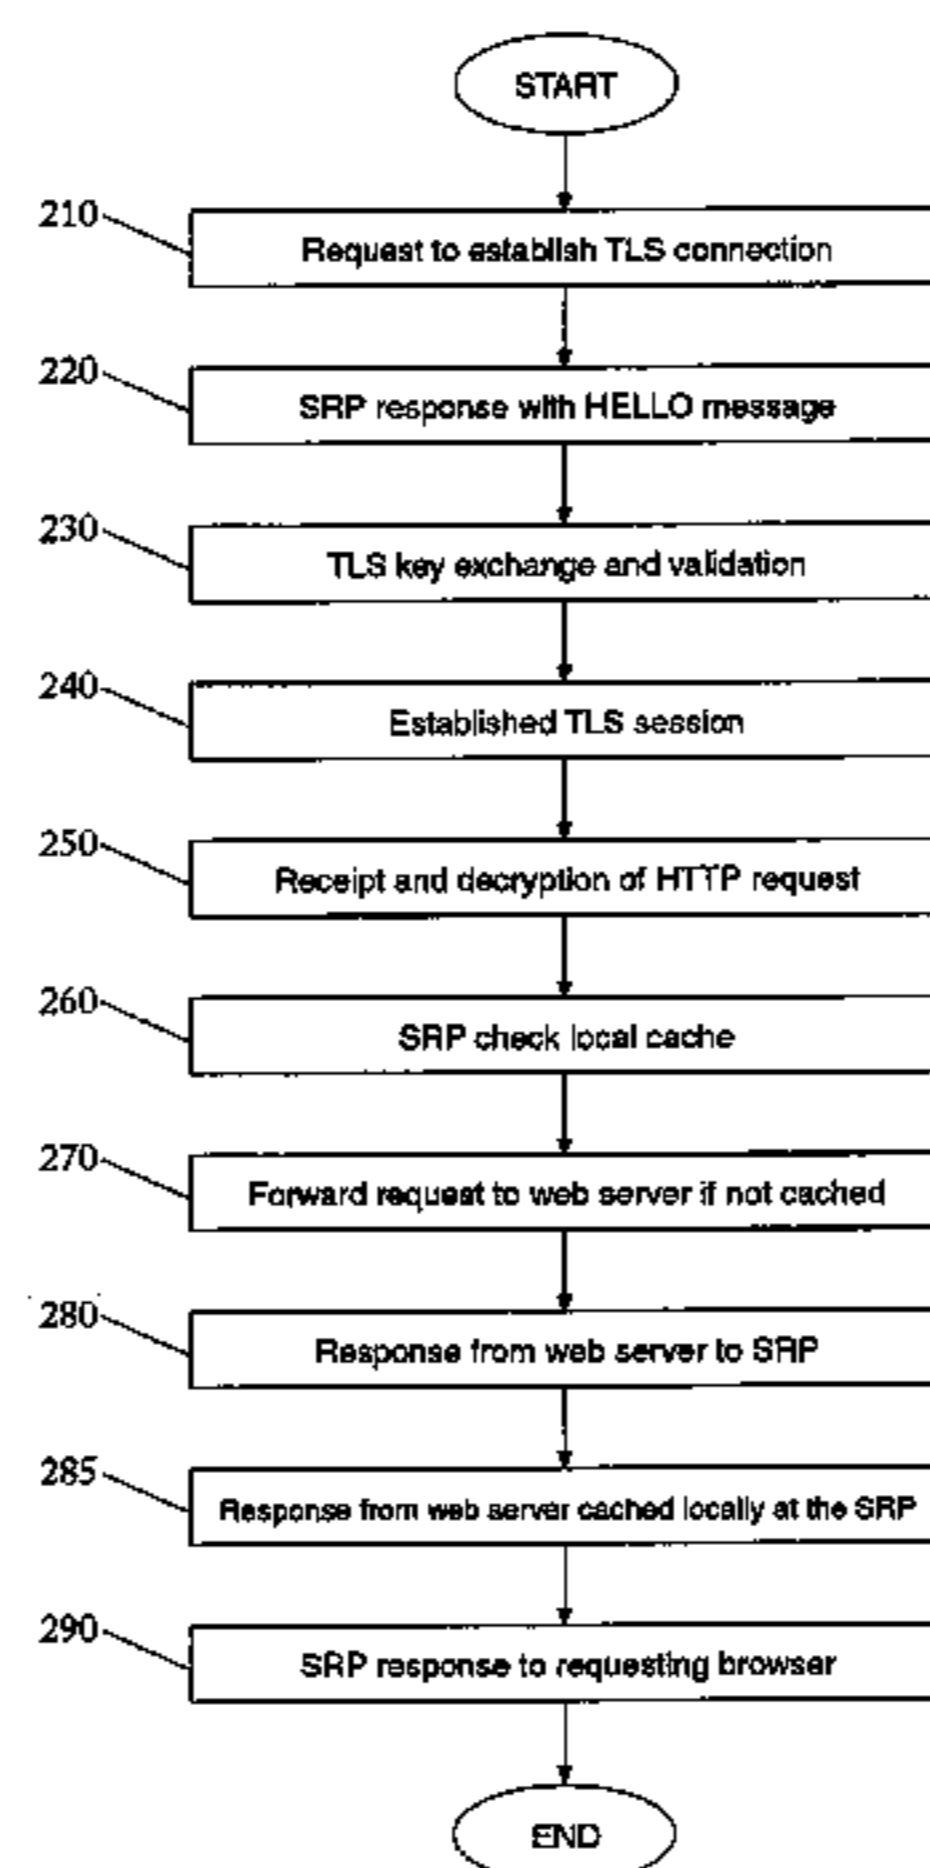 START
210
Request to establish TLS connection
220
SRP response with HELLO message
230
TLS key exchange and validation
240
Established TLS session
250
Receipt and decryption of HTTP request
260
SRP check local cache
270
Forward request to web server if not cached
280
Response from web server to SRP
285
Response from web server cached locally at the SRP
290
SRP response to requesting browser
END